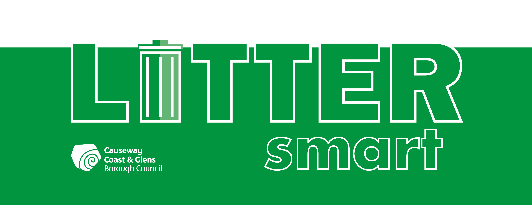 LITTER
smart
Causeway
Coast & Glens
Borough Council